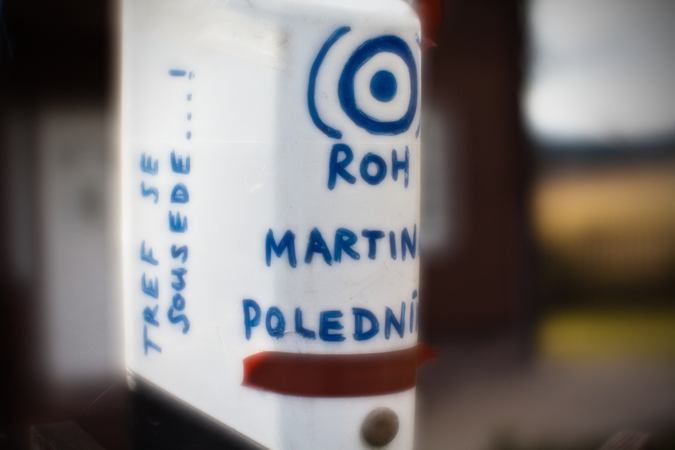 TREF SE
SOUSEDE....!
ROH
MARTIN
POLEDNÍ